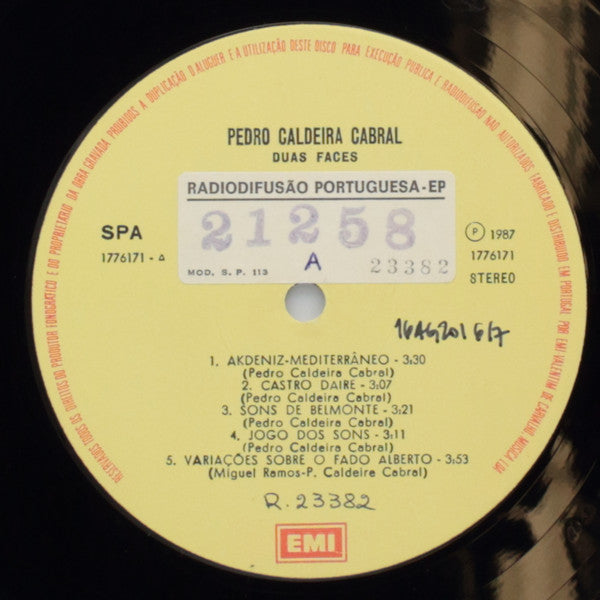 RESERVADOS TODOS OS DIREITOS DO PRODUTOR FONOGRÁFICO E DO PROPRIETÁRIO DA OBRA GRAVADA PROIBIDOS A DUPLICAÇÃO D'ALUGUER E A UTILIZAÇÃO DESTE DISCO PARA EXECUÇÃO PÚBLICA E RADIODIFUSÃO NÃO AUTORIZADOS FABRICADO E DISTRIBUIDO EM PORTUGAL POR EMI VALENTIM DE CARVALHO MUSICA LDA
PEDRO CALDEIRA CABRAL
DUAS FACES
RADIODIFUSÃO PORTUGUESA-EP
21258
A 23382
MOD. S. P. 113
SPA
1776171 - A
Ⓟ 1987
1776171
STEREO
1. AKDENIZ-MEDITERRÂNEO - 3:30
(Pedro Caldeira Cabral)
2. CASTRO DAIRE - 3:07
(Pedro Caldeira Cabral)
3. SONS DE BELMONTE - 3:21
(Pedro Caldeira Cabral)
4. JOGO DOS SONS - 3:11
(Pedro Caldeira Cabral)
5. VARIAÇÕES SOBRE O FADO ALBERTO - 3:53
(Miguel Ramos-P. Caldeire Cabral)
R. 23382
EMI